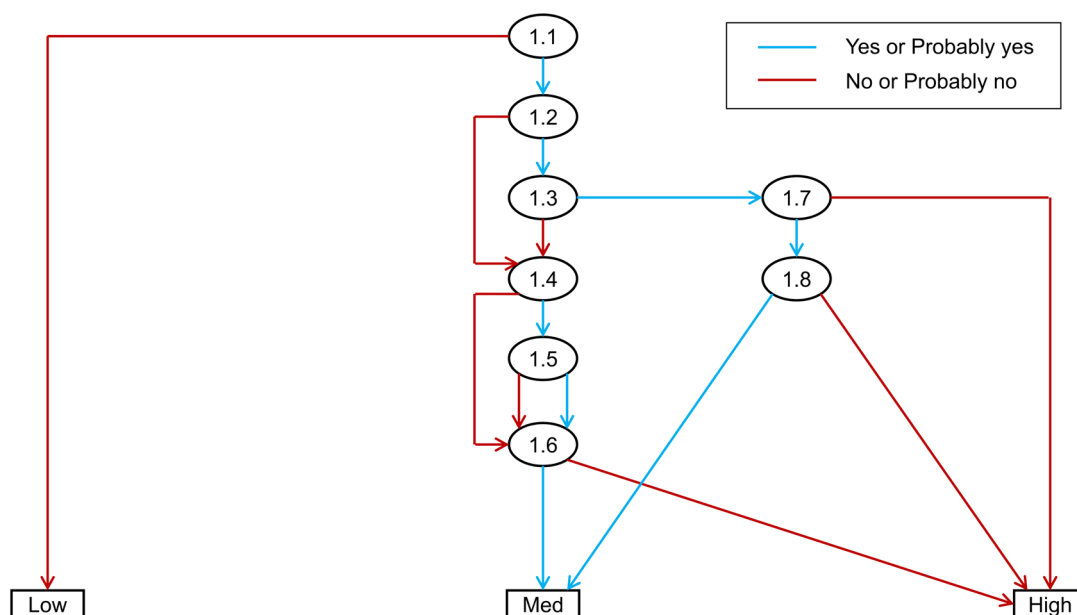 1.1
Yes or Probably yes
No or Probably no
1.2
1.3
1.7
1.4
1.8
1.5
1.6
Low
Med
High